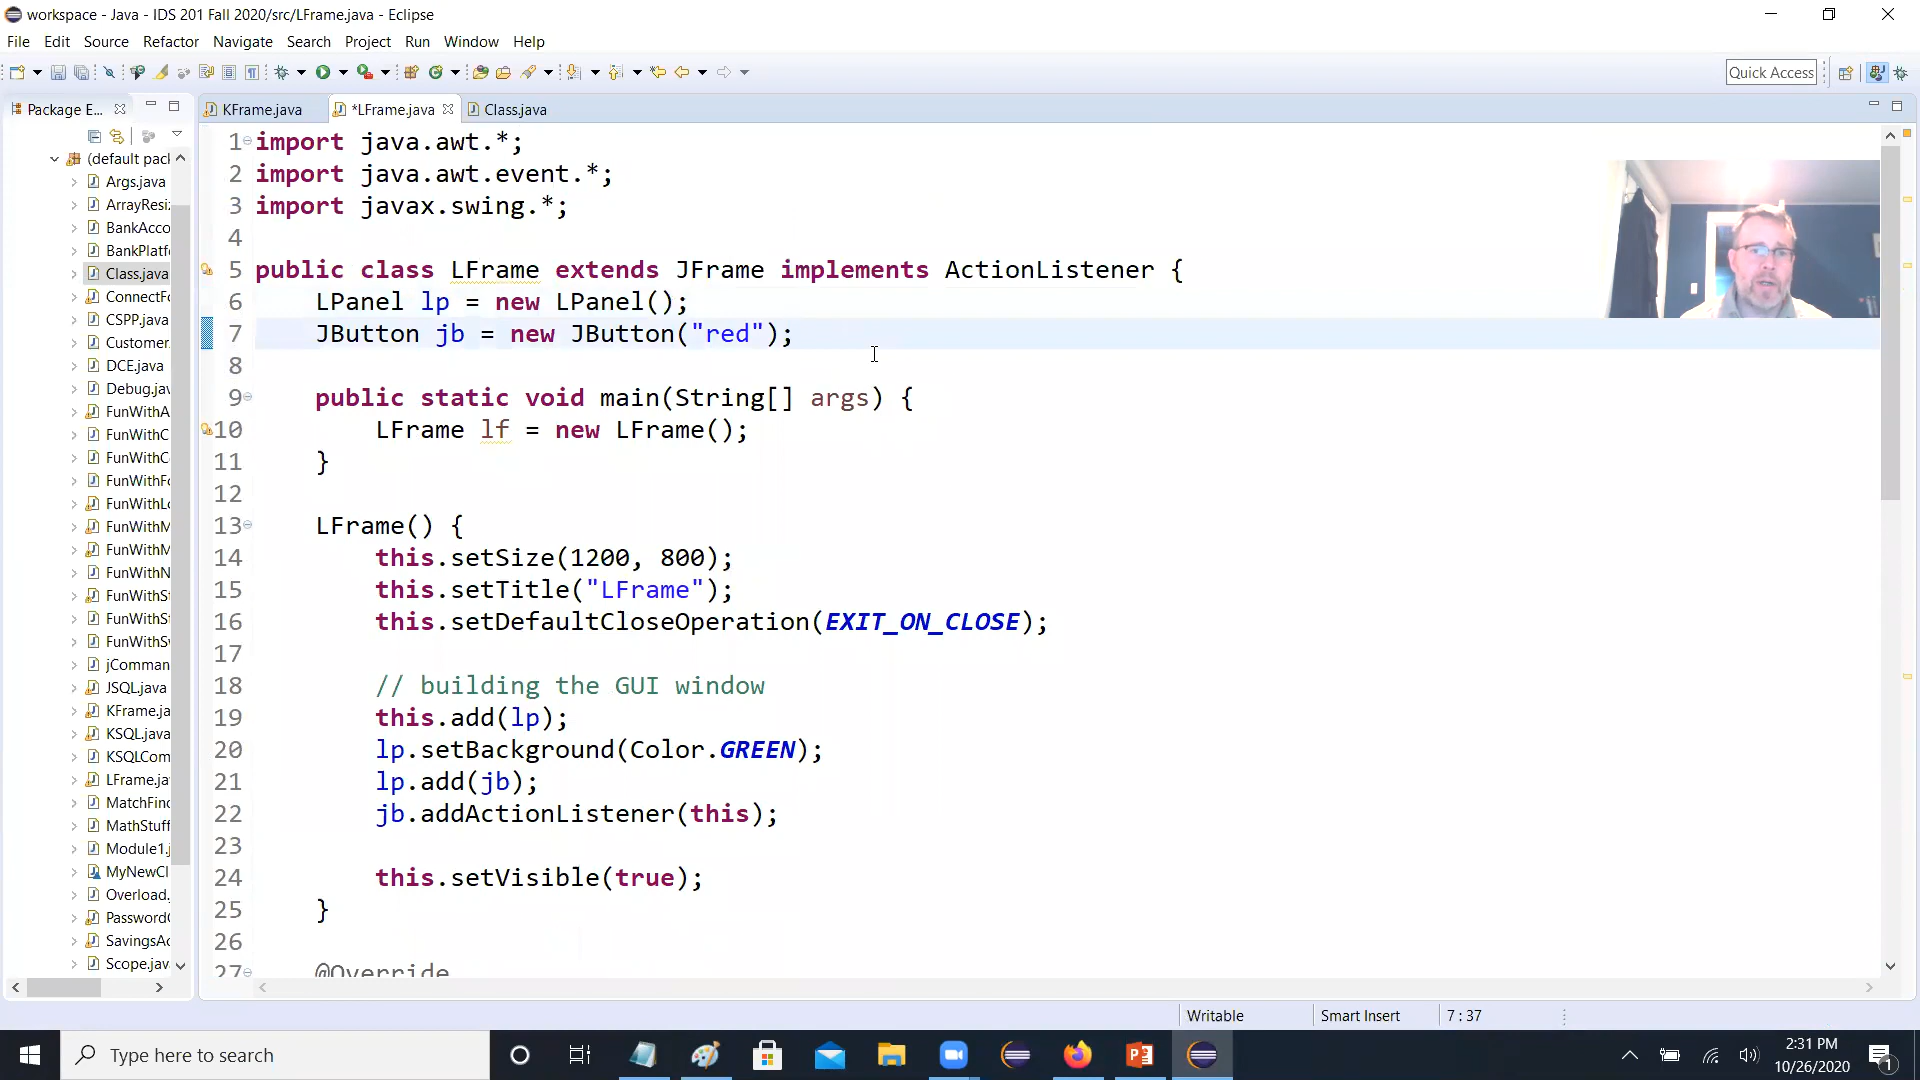 workspace - Java - IDS 201 Fall 2020/src/LFrame.java - Eclipse
File Edit Search Source Refactor Navigate Search Project Run Window Help
Quick Access
Package E...
KFrame.java
*LFrame.java
Class.java
(default pack
Args.java
ArrayResiz
BankAcco
BankPlatfo
Class.java
ConnectFo
CSPP.java
Customer.
DCE.java
Debug.jav
FunWithA
FunWithC
FunWithCo
FunWithFo
FunWithLo
FunWithM
FunWithM
FunWithN
FunWithSt
FunWithSt
FunWithSv
jComman
JSQL.java
KFrame.ja
KSQL.java
KSQLCom
LFrame.ja
MatchFind
MathStuff
Module1.j
MyNewCl
Overload.
PasswordC
SavingsAc
Scope.jav
1 import java.awt.*;
2 import java.awt.event.*;
3 import javax.swing.*;
4
5 public class LFrame extends JFrame implements ActionListener {
6 LPanel lp = new LPanel();
7 JButton jb = new JButton("red");
8
9 public static void main(String[] args) {
10 LFrame lf = new LFrame();
11 }
12
13 LFrame() {
14 this.setSize(1200, 800);
15 this.setTitle("LFrame");
16 this.setDefaultCloseOperation(EXIT_ON_CLOSE);
17
18 // building the GUI window
19 this.add(lp);
20 lp.setBackground(Color.GREEN);
21 lp.add(jb);
22 jb.addActionListener(this);
23
24 this.setVisible(true);
25 }
26
27 @Override
Writable Smart Insert 7 : 37
Type here to search
2:31 PM
10/26/2020
1